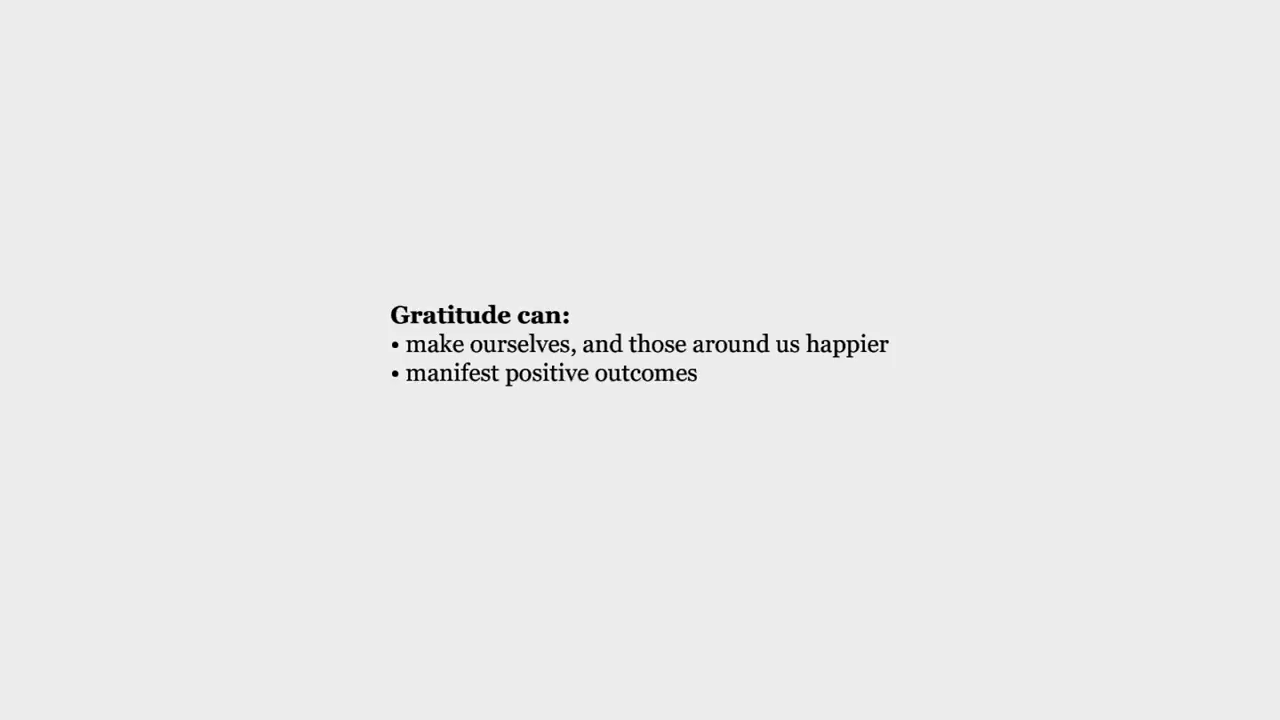 Gratitude can:
• make ourselves, and those around us happier
• manifest positive outcomes